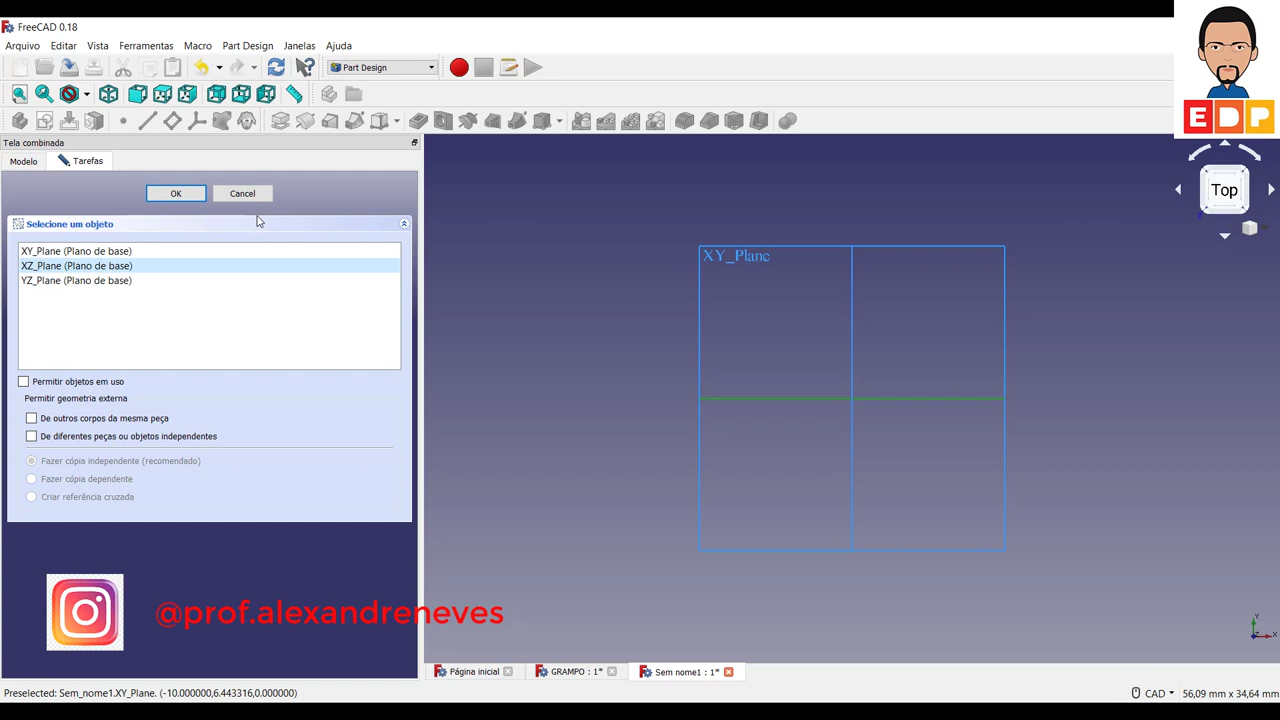 FreeCAD 0.18
Arquivo Editar Vista Ferramentas Macro Part Design Janelas Ajuda
Part Design
EDP
Tela combinada
Modelo Tarefas
Top
OK Cancel
Selecione um objeto
XY_Plane (Plano de base)
XZ_Plane (Plano de base)
YZ_Plane (Plano de base)
XY_Plane
Permitir objetos em uso
Permitir geometria externa
De outros corpos da mesma peça
De diferentes peças ou objetos independentes
Fazer cópia independente (recomendado)
Fazer cópia dependente
Criar referência cruzada
@prof.alexandreneves
Y
Z X
Página inicial GRAMPO : 1* Sem nome1 : 1*
Preselected: Sem_nome1.XY_Plane. (-10.000000,6.443316,0.000000) CAD 56,09 mm x 34,64 mm